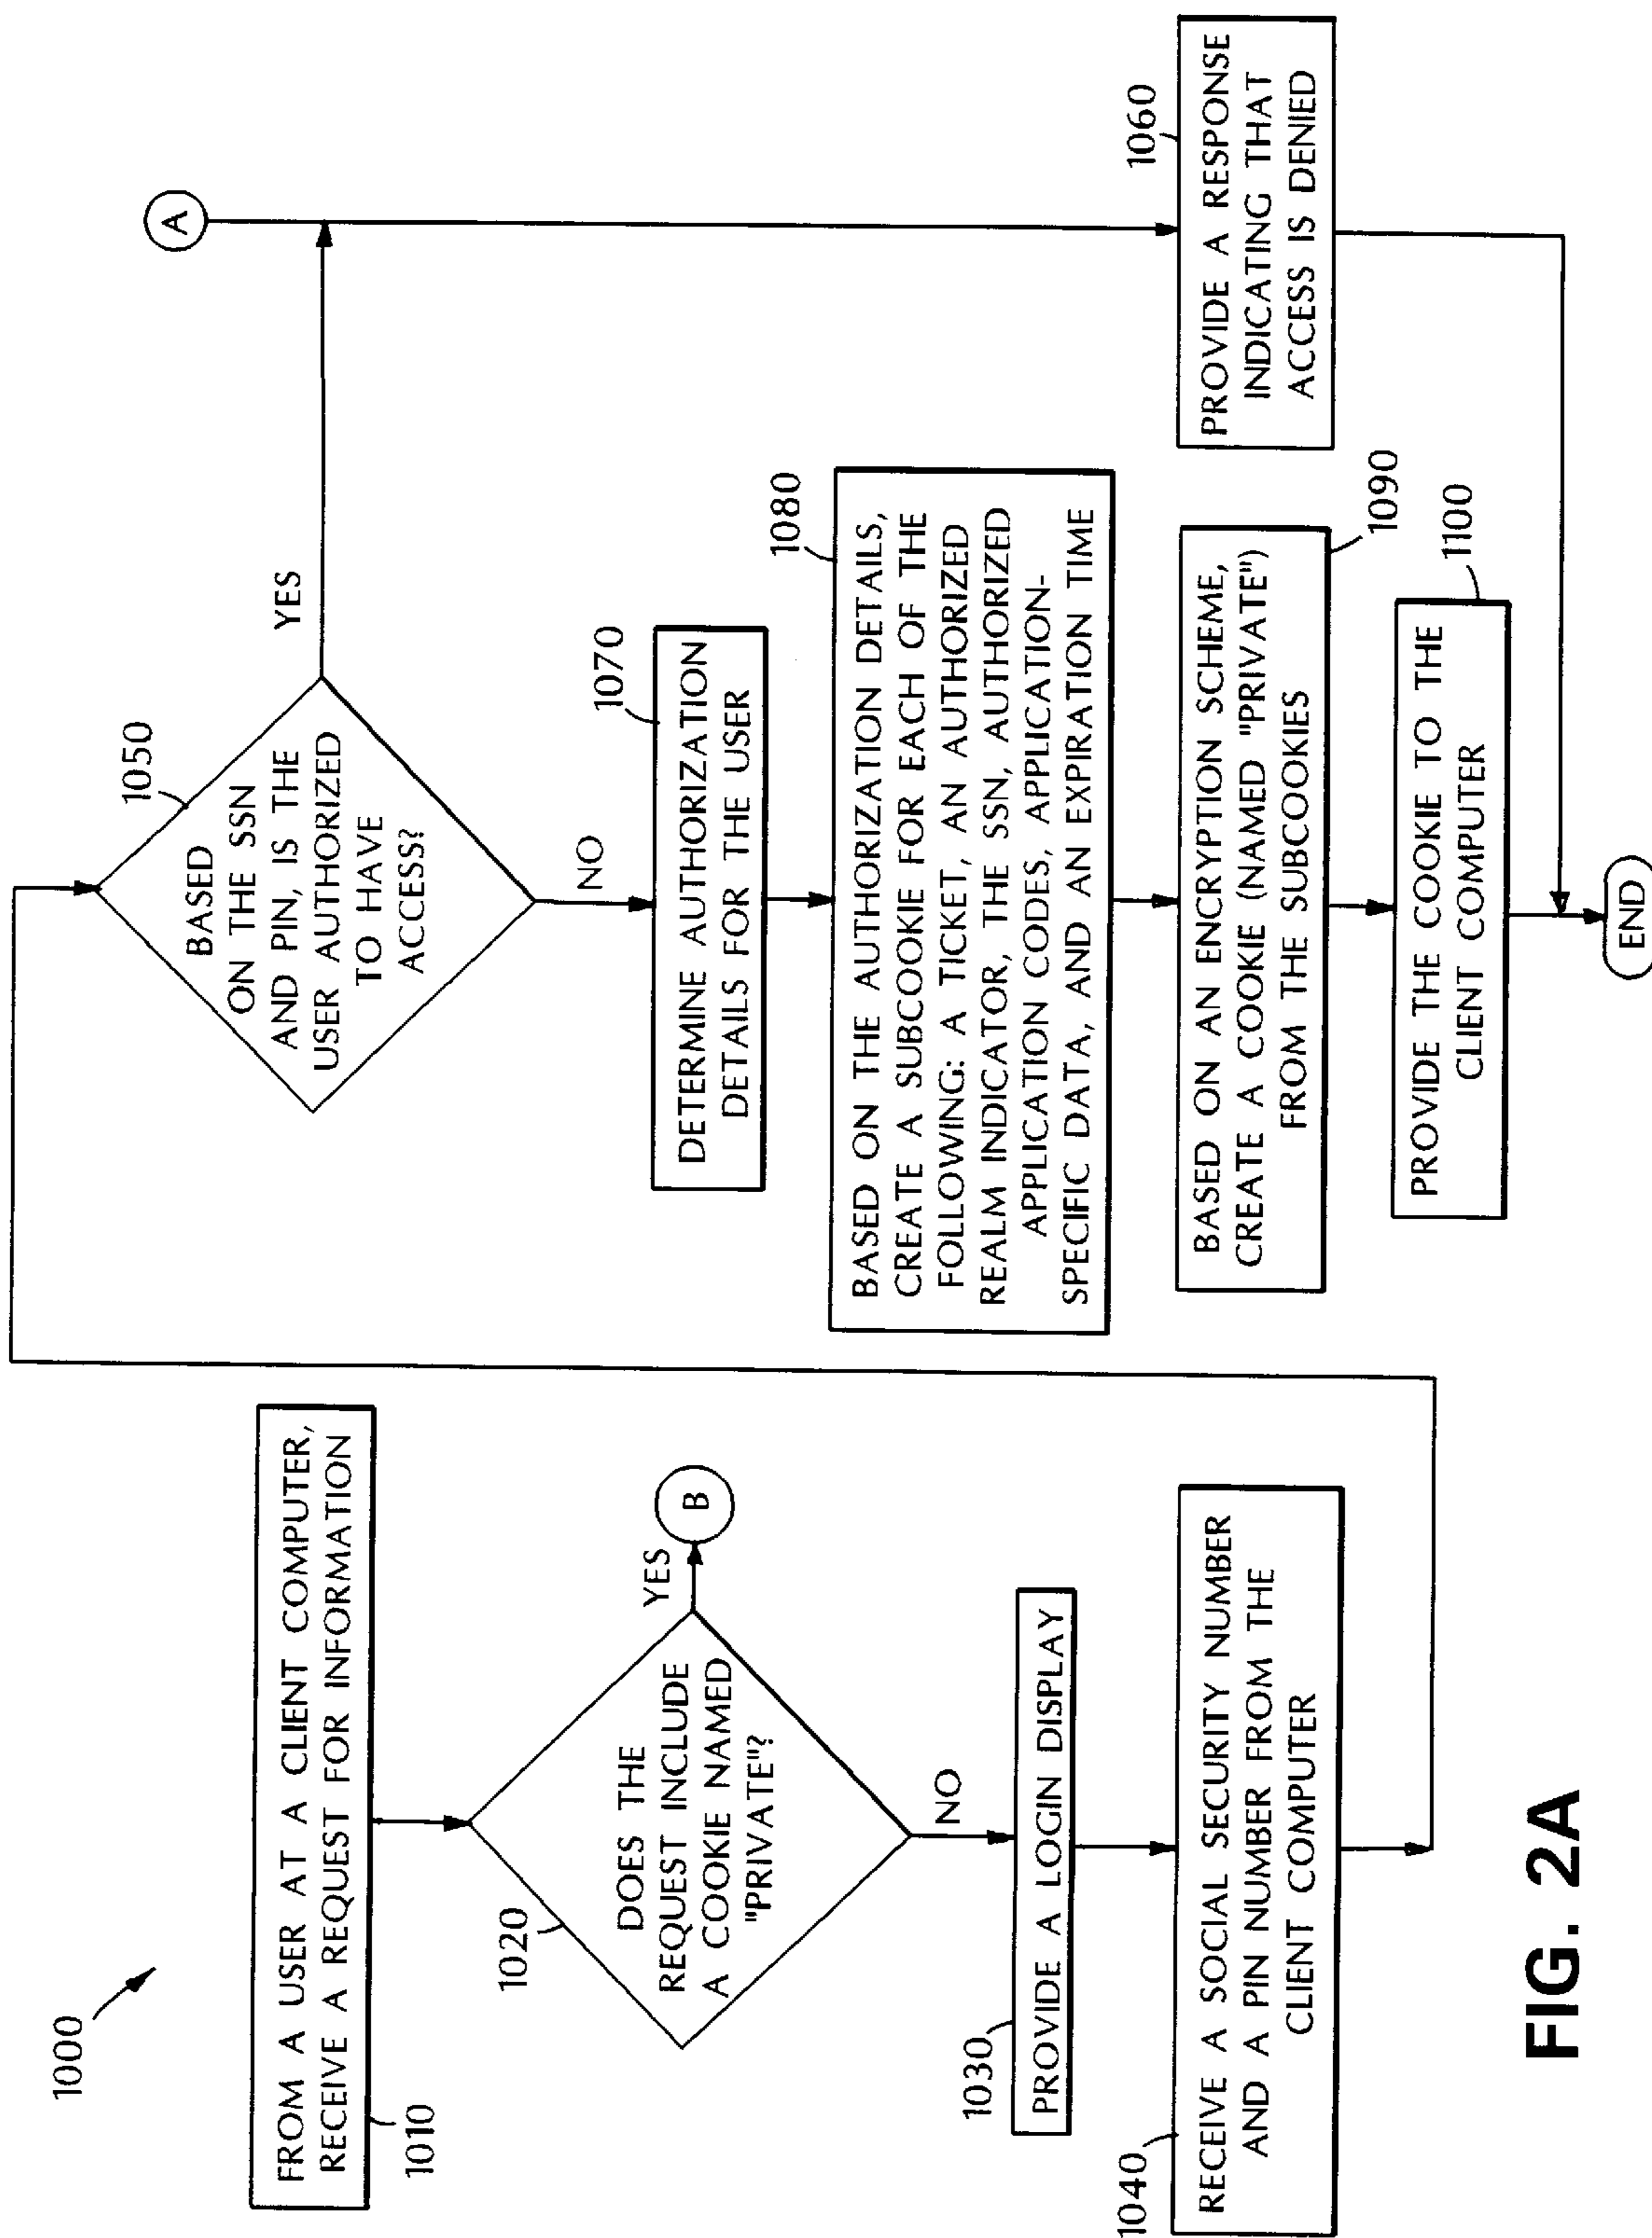 1000
FROM A USER AT A CLIENT COMPUTER,
RECEIVE A REQUEST FOR INFORMATION
1010
DOES THE
REQUEST INCLUDE
A COOKIE NAMED
"PRIVATE"?
1020
YES
B
NO
1030
PROVIDE A LOGIN DISPLAY
1040
RECEIVE A SOCIAL SECURITY NUMBER
AND A PIN NUMBER FROM THE
CLIENT COMPUTER
A
1050
BASED
ON THE SSN
AND PIN, IS THE
USER AUTHORIZED
TO HAVE
ACCESS?
YES
NO
1060
PROVIDE A RESPONSE
INDICATING THAT
ACCESS IS DENIED
1070
DETERMINE AUTHORIZATION
DETAILS FOR THE USER
1080
BASED ON THE AUTHORIZATION DETAILS,
CREATE A SUBCOOKIE FOR EACH OF THE
FOLLOWING: A TICKET, AN AUTHORIZED
REALM INDICATOR, THE SSN, AUTHORIZED
APPLICATION CODES, APPLICATION-
SPECIFIC DATA, AND AN EXPIRATION TIME
1090
BASED ON AN ENCRYPTION SCHEME,
CREATE A COOKIE (NAMED "PRIVATE")
FROM THE SUBCOOKIES
1100
PROVIDE THE COOKIE TO THE
CLIENT COMPUTER
END
FIG. 2A